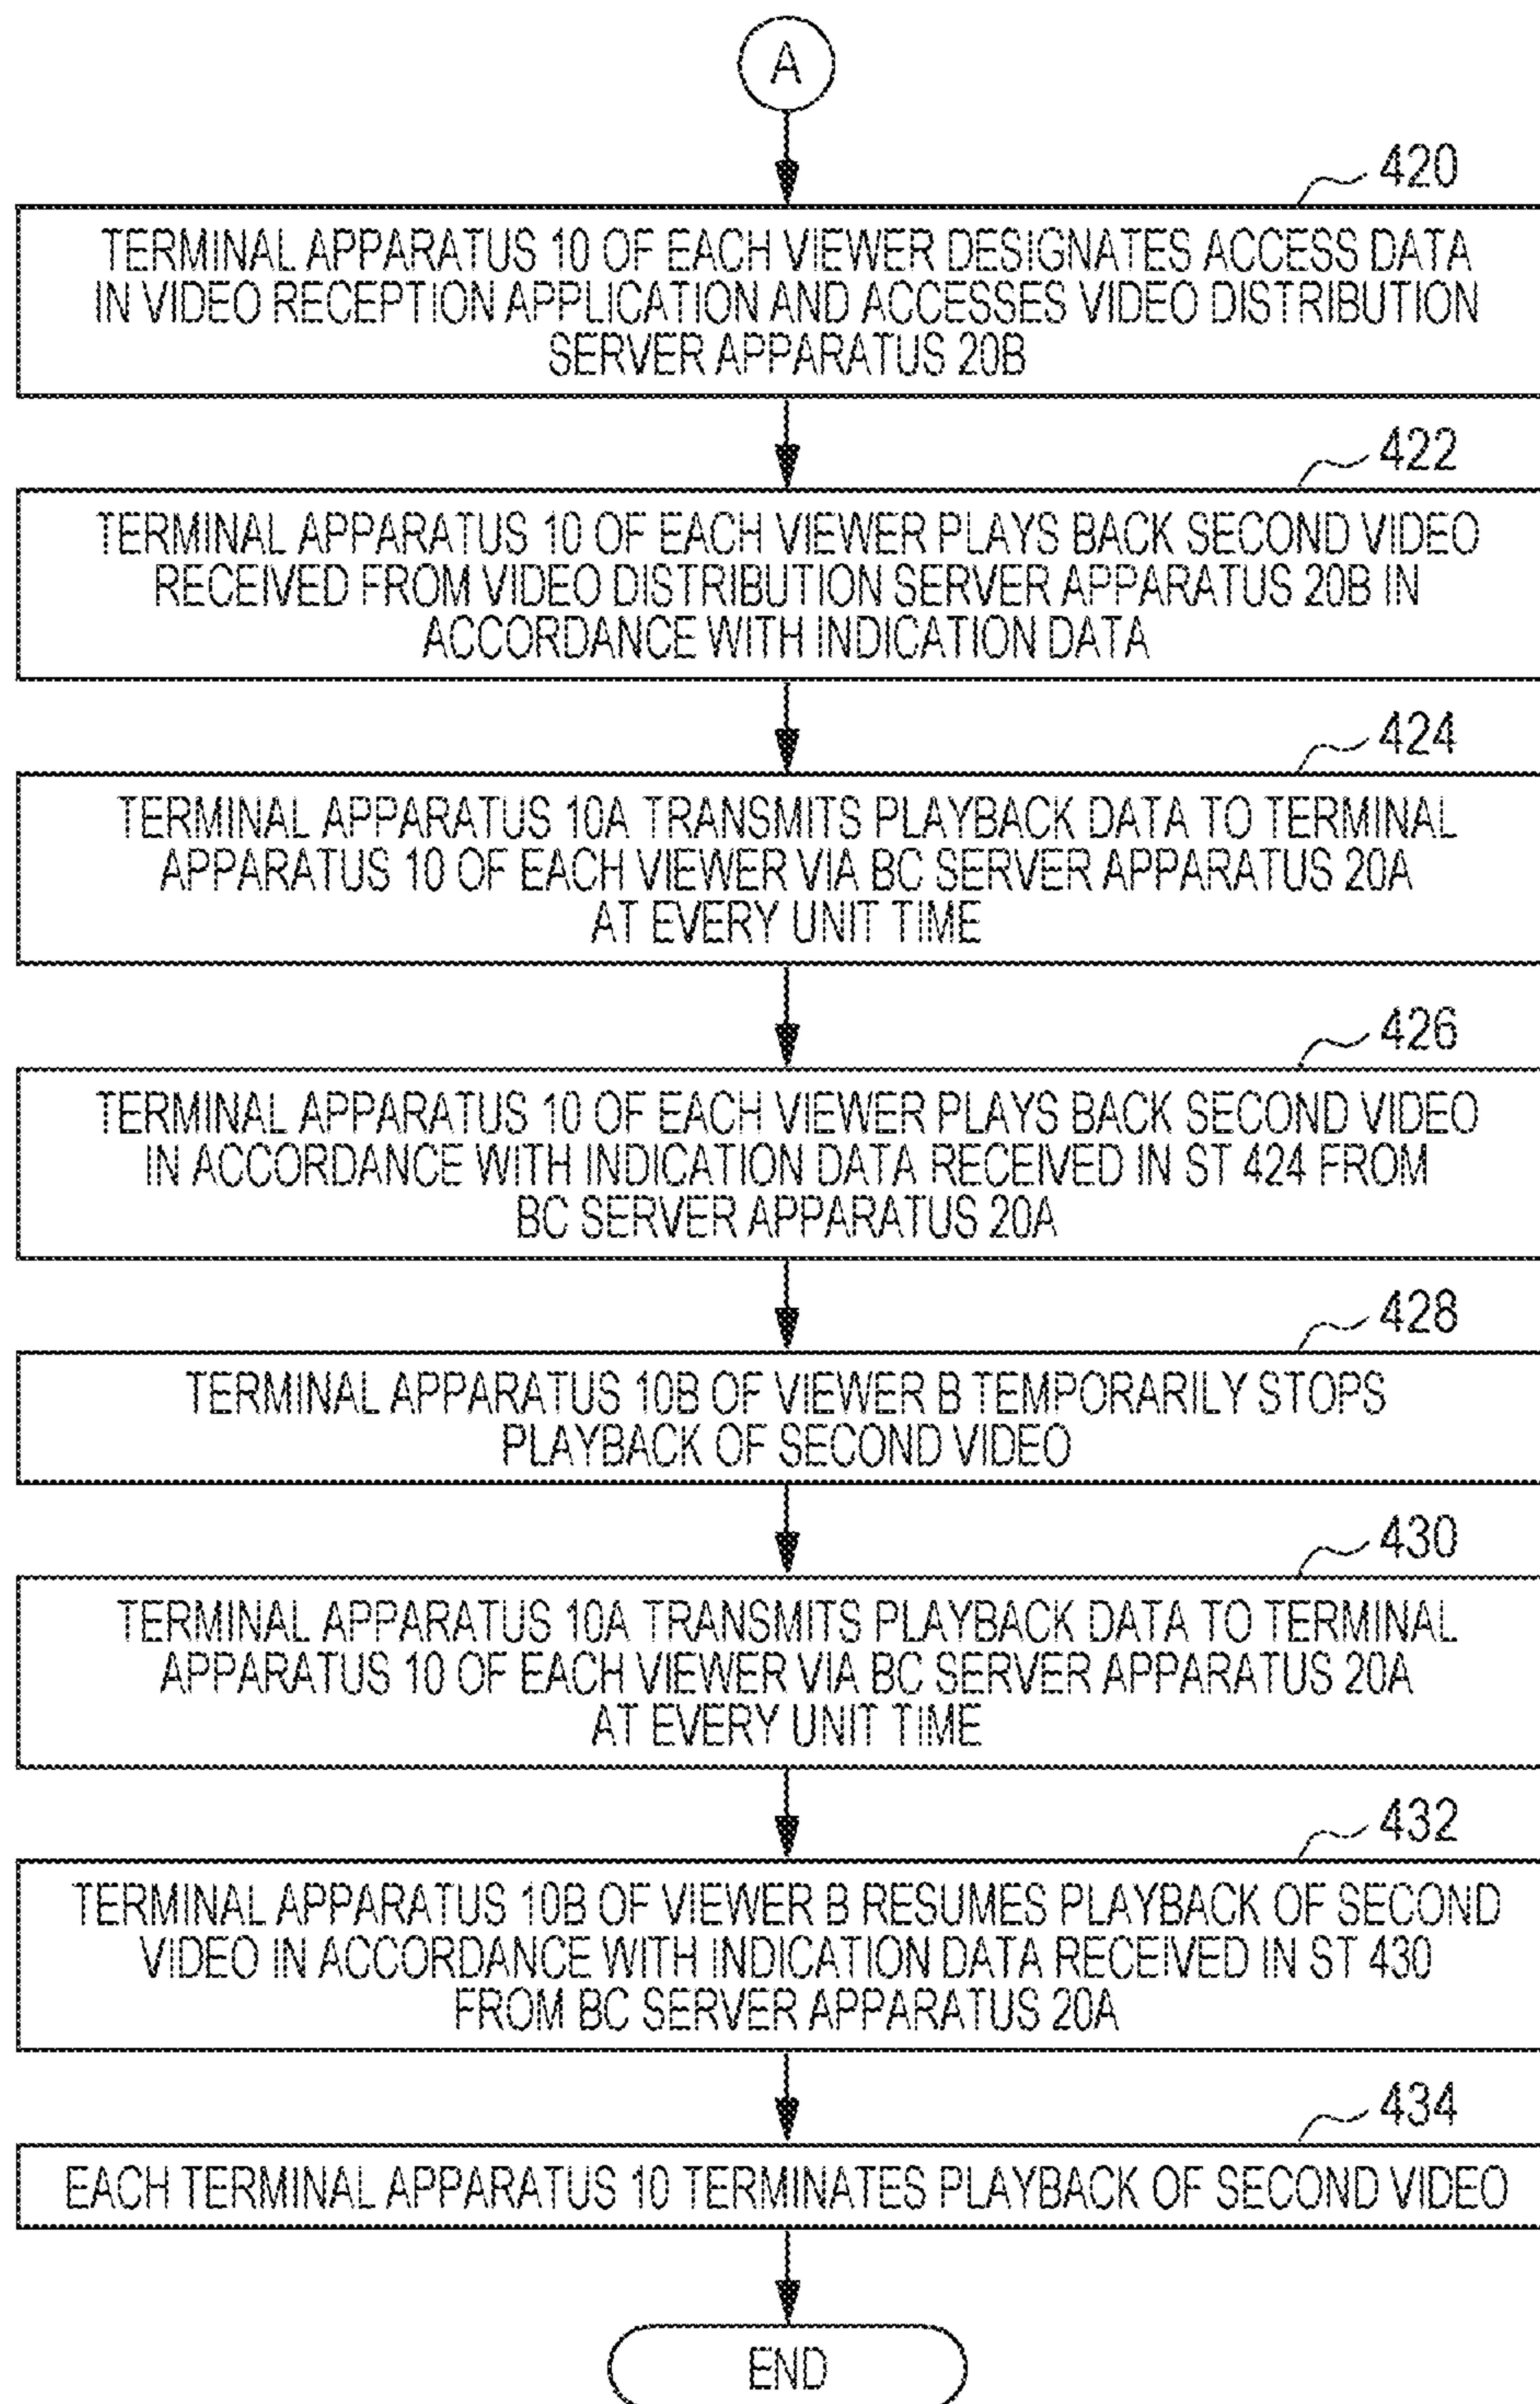 A
420
TERMINAL APPARATUS 10 OF EACH VIEWER DESIGNATES ACCESS DATA
IN VIDEO RECEPTION APPLICATION AND ACCESSES VIDEO DISTRIBUTION
SERVER APPARATUS 20B
422
TERMINAL APPARATUS 10 OF EACH VIEWER PLAYS BACK SECOND VIDEO
RECEIVED FROM VIDEO DISTRIBUTION SERVER APPARATUS 20B IN
ACCORDANCE WITH INDICATION DATA
424
TERMINAL APPARATUS 10A TRANSMITS PLAYBACK DATA TO TERMINAL
APPARATUS 10 OF EACH VIEWER VIA BC SERVER APPARATUS 20A
AT EVERY UNIT TIME
426
TERMINAL APPARATUS 10 OF EACH VIEWER PLAYS BACK SECOND VIDEO
IN ACCORDANCE WITH INDICATION DATA RECEIVED IN ST 424 FROM
BC SERVER APPARATUS 20A
428
TERMINAL APPARATUS 10B OF VIEWER B TEMPORARILY STOPS
PLAYBACK OF SECOND VIDEO
430
TERMINAL APPARATUS 10A TRANSMITS PLAYBACK DATA TO TERMINAL
APPARATUS 10 OF EACH VIEWER VIA BC SERVER APPARATUS 20A
AT EVERY UNIT TIME
432
TERMINAL APPARATUS 10B OF VIEWER B RESUMES PLAYBACK OF SECOND
VIDEO IN ACCORDANCE WITH INDICATION DATA RECEIVED IN ST 430
FROM BC SERVER APPARATUS 20A
434
EACH TERMINAL APPARATUS 10 TERMINATES PLAYBACK OF SECOND VIDEO
END